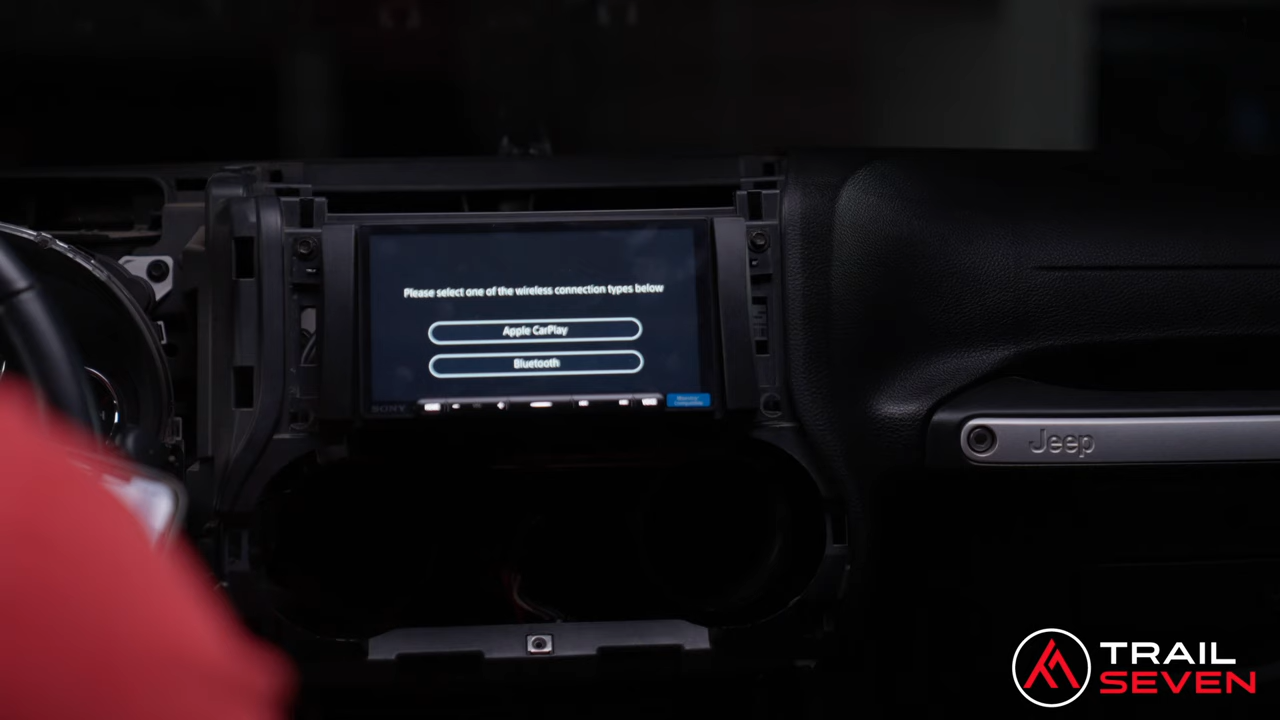 Please select one of the wireless connection types below
Apple CarPlay
Bluetooth
SONY
Jeep
TRAIL
SEVEN